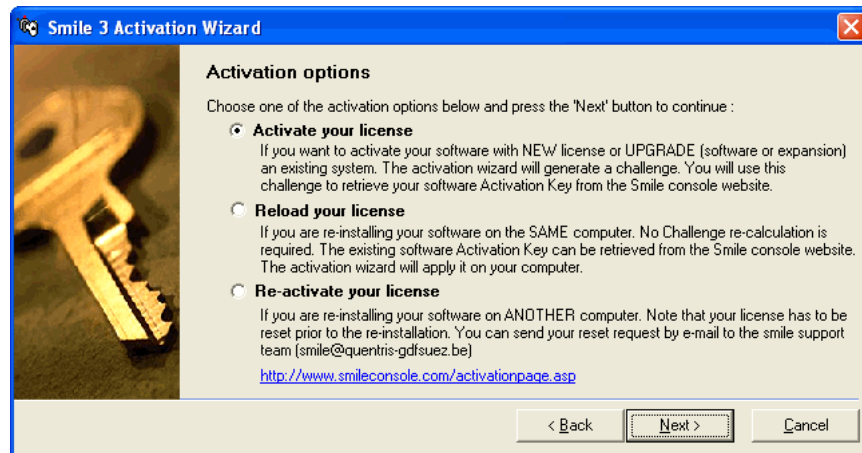 Smile 3 Activation Wizard
Activation options
Choose one of the activation options below and press the 'Next' button to continue :
Activate your license
If you want to activate your software with NEW license or UPGRADE (software or expansion)
an existing system. The activation wizard will generate a challenge. You will use this
challenge to retrieve your software Activation Key from the Smile console website.
Reload your license
If you are re-installing your software on the SAME computer. No Challenge re-calculation is
required. The existing software Activation Key can be retrieved from the Smile console website.
The activation wizard will apply it on your computer.
Re-activate your license
If you are re-installing your software on ANOTHER computer. Note that your license has to be
reset prior to the re-installation. You can send your reset request by e-mail to the smile support
team (smile@quentris-gdfsuez.be)
http://www.smileconsole.com/activationpage.asp
< Back Next > Cancel